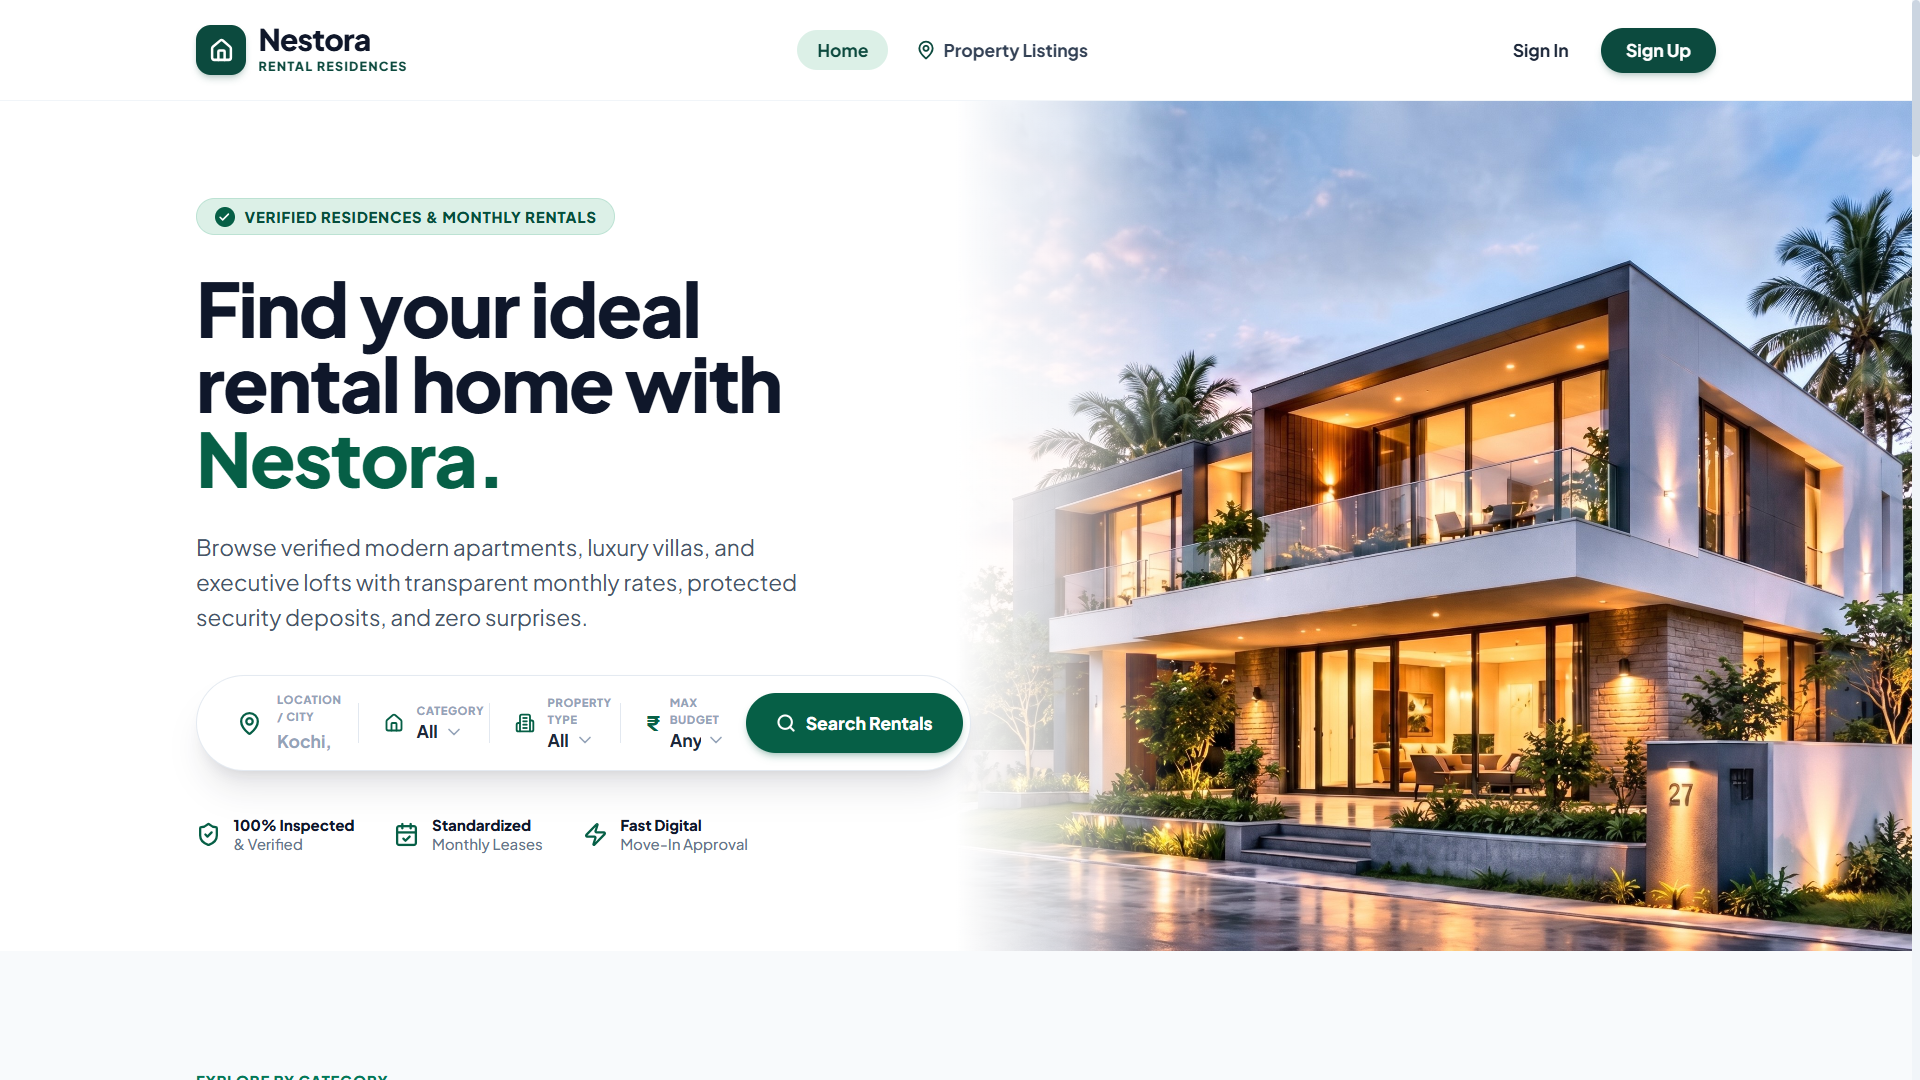 Nestora
RENTAL RESIDENCES
Home
Property Listings
Sign In
Sign Up
VERIFIED RESIDENCES & MONTHLY RENTALS
Find your ideal
rental home with
Nestora.
Browse verified modern apartments, luxury villas, and
executive lofts with transparent monthly rates, protected
security deposits, and zero surprises.
LOCATION
/ CITY
Kochi,
CATEGORY
All
PROPERTY
TYPE
All
₹
MAX
BUDGET
Any
Search Rentals
100% Inspected
& Verified
Standardized
Monthly Leases
Fast Digital
Move-In Approval
27
EXPLORE BY CATEGORY